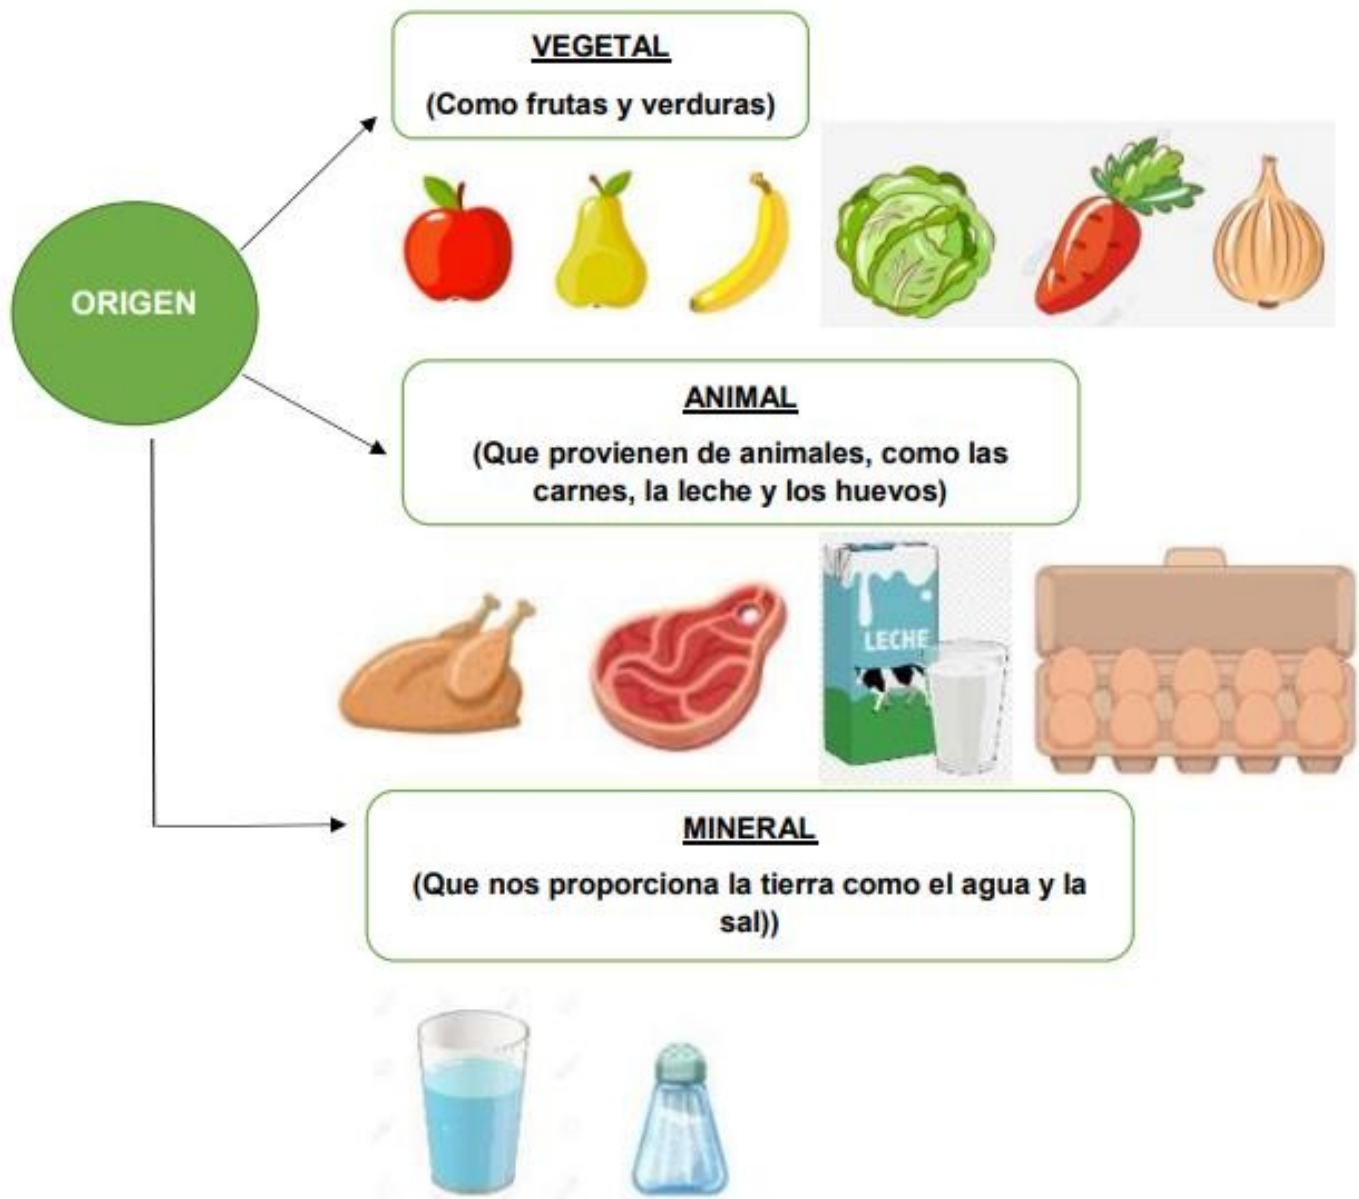 VEGETAL
(Como frutas y verduras)
ORIGEN
ANIMAL
(Que provienen de animales, como las
carnes, la leche y los huevos)
LECHE
MINERAL
(Que nos proporciona la tierra como el agua y la
sal))